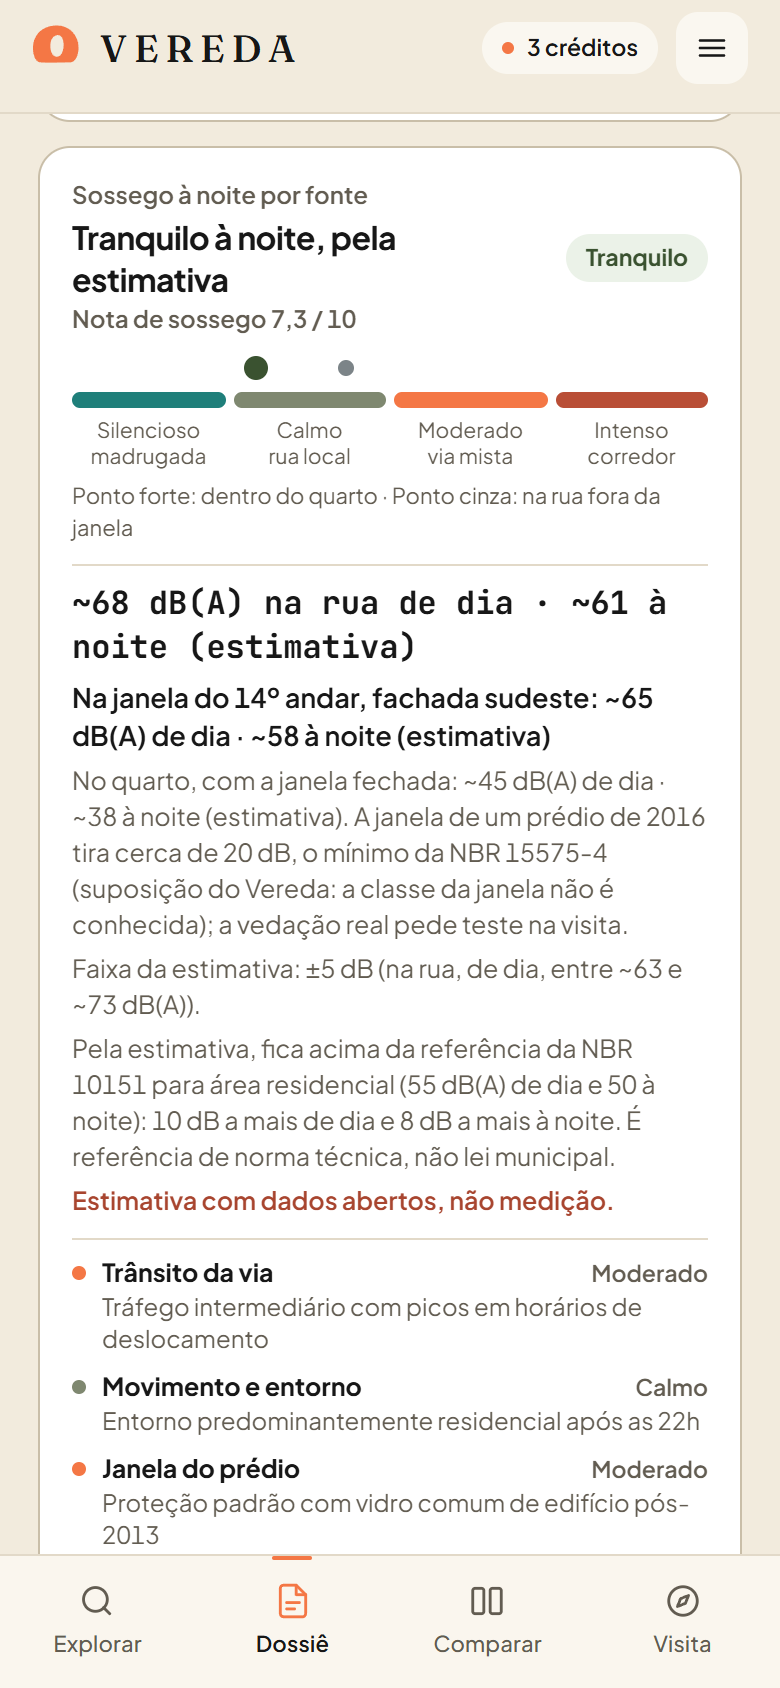 VEREDA
3 créditos
Sossego à noite por fonte
Tranquilo à noite, pela
estimativa
Tranquilo
Nota de sossego 7,3 / 10
Silencioso
madrugada
Calmo
rua local
Moderado
via mista
Intenso
corredor
Ponto forte: dentro do quarto · Ponto cinza: na rua fora da
janela
~68 dB(A) na rua de dia · ~61 à
noite (estimativa)
Na janela do 14º andar, fachada sudeste: ~65
dB(A) de dia · ~58 à noite (estimativa)
No quarto, com a janela fechada: ~45 dB(A) de dia ·
~38 à noite (estimativa). A janela de um prédio de 2016
tira cerca de 20 dB, o mínimo da NBR 15575-4
(suposição do Vereda: a classe da janela não é
conhecida); a vedação real pede teste na visita.
Faixa da estimativa: ±5 dB (na rua, de dia, entre ~63 e
~73 dB(A)).
Pela estimativa, fica acima da referência da NBR
10151 para área residencial (55 dB(A) de dia e 50 à
noite): 10 dB a mais de dia e 8 dB a mais à noite. É
referência de norma técnica, não lei municipal.
Estimativa com dados abertos, não medição.
Trânsito da via
Moderado
Tráfego intermediário com picos em horários de
deslocamento
Movimento e entorno
Calmo
Entorno predominantemente residencial após as 22h
Janela do prédio
Moderado
Proteção padrão com vidro comum de edifício pós-
2013
Explorar
Dossiê
Comparar
Visita